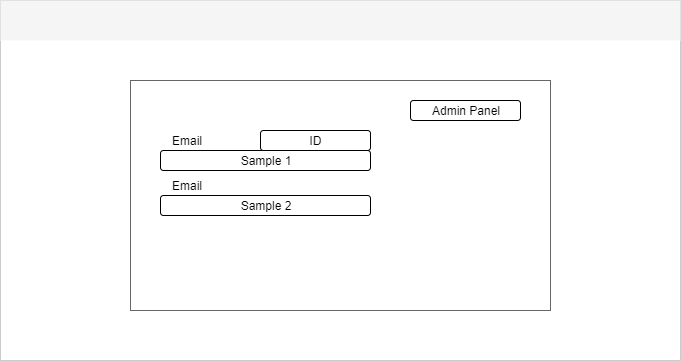 Admin Panel
Email ID
Sample 1
Email
Sample 2